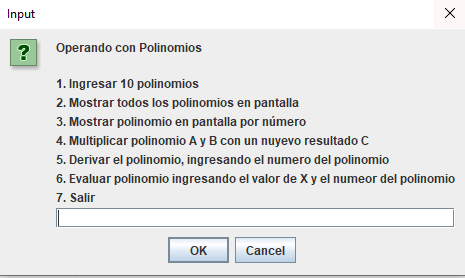 Input
Operando con Polinomios
1. Ingresar 10 polinomios
2. Mostrar todos los polinomios en pantalla
3. Mostrar polinomio en pantalla por número
4. Multiplicar polinomio A y B con un nuyevo resultado C
5. Derivar el polinomio, ingresando el numero del polinomio
6. Evaluar polinomio ingresando el valor de X y el numeor del polinomio
7. Salir
OK Cancel